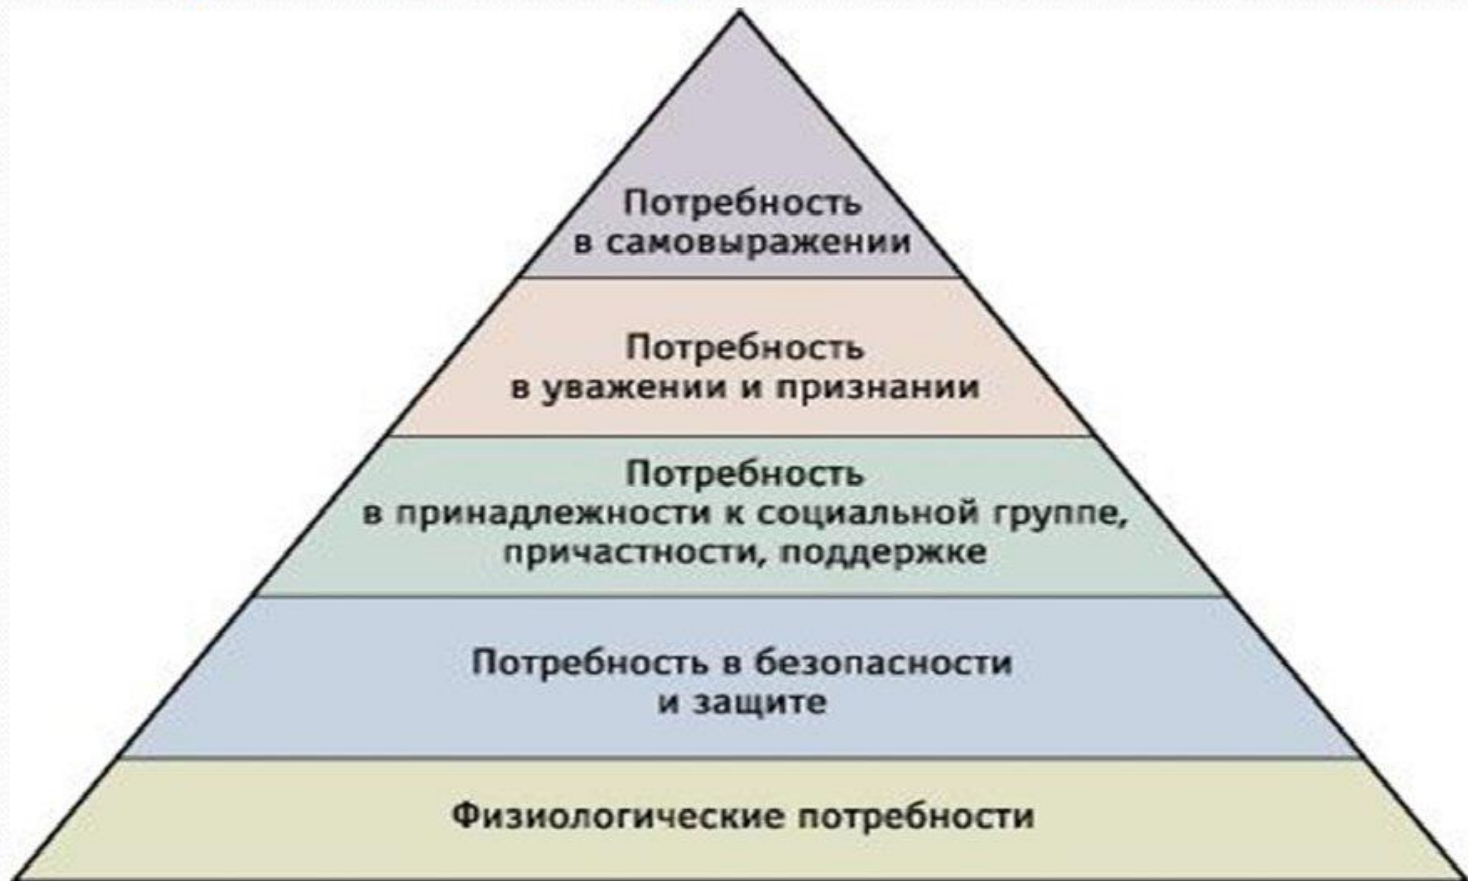 Потребность
в самовыражении
Потребность
в уважении и признании
Потребность
в принадлежности к социальной группе,
причастности, поддержке
Потребность в безопасности
и защите
Физиологические потребности